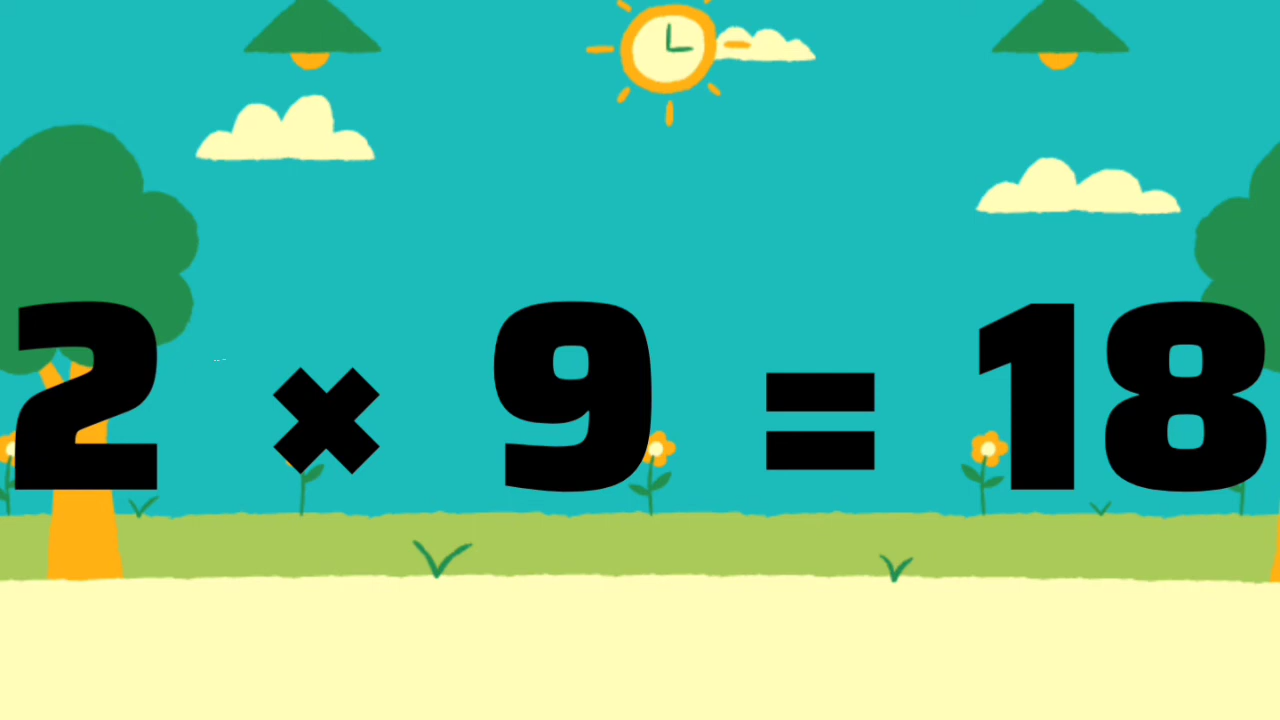 2 × 9 = 18